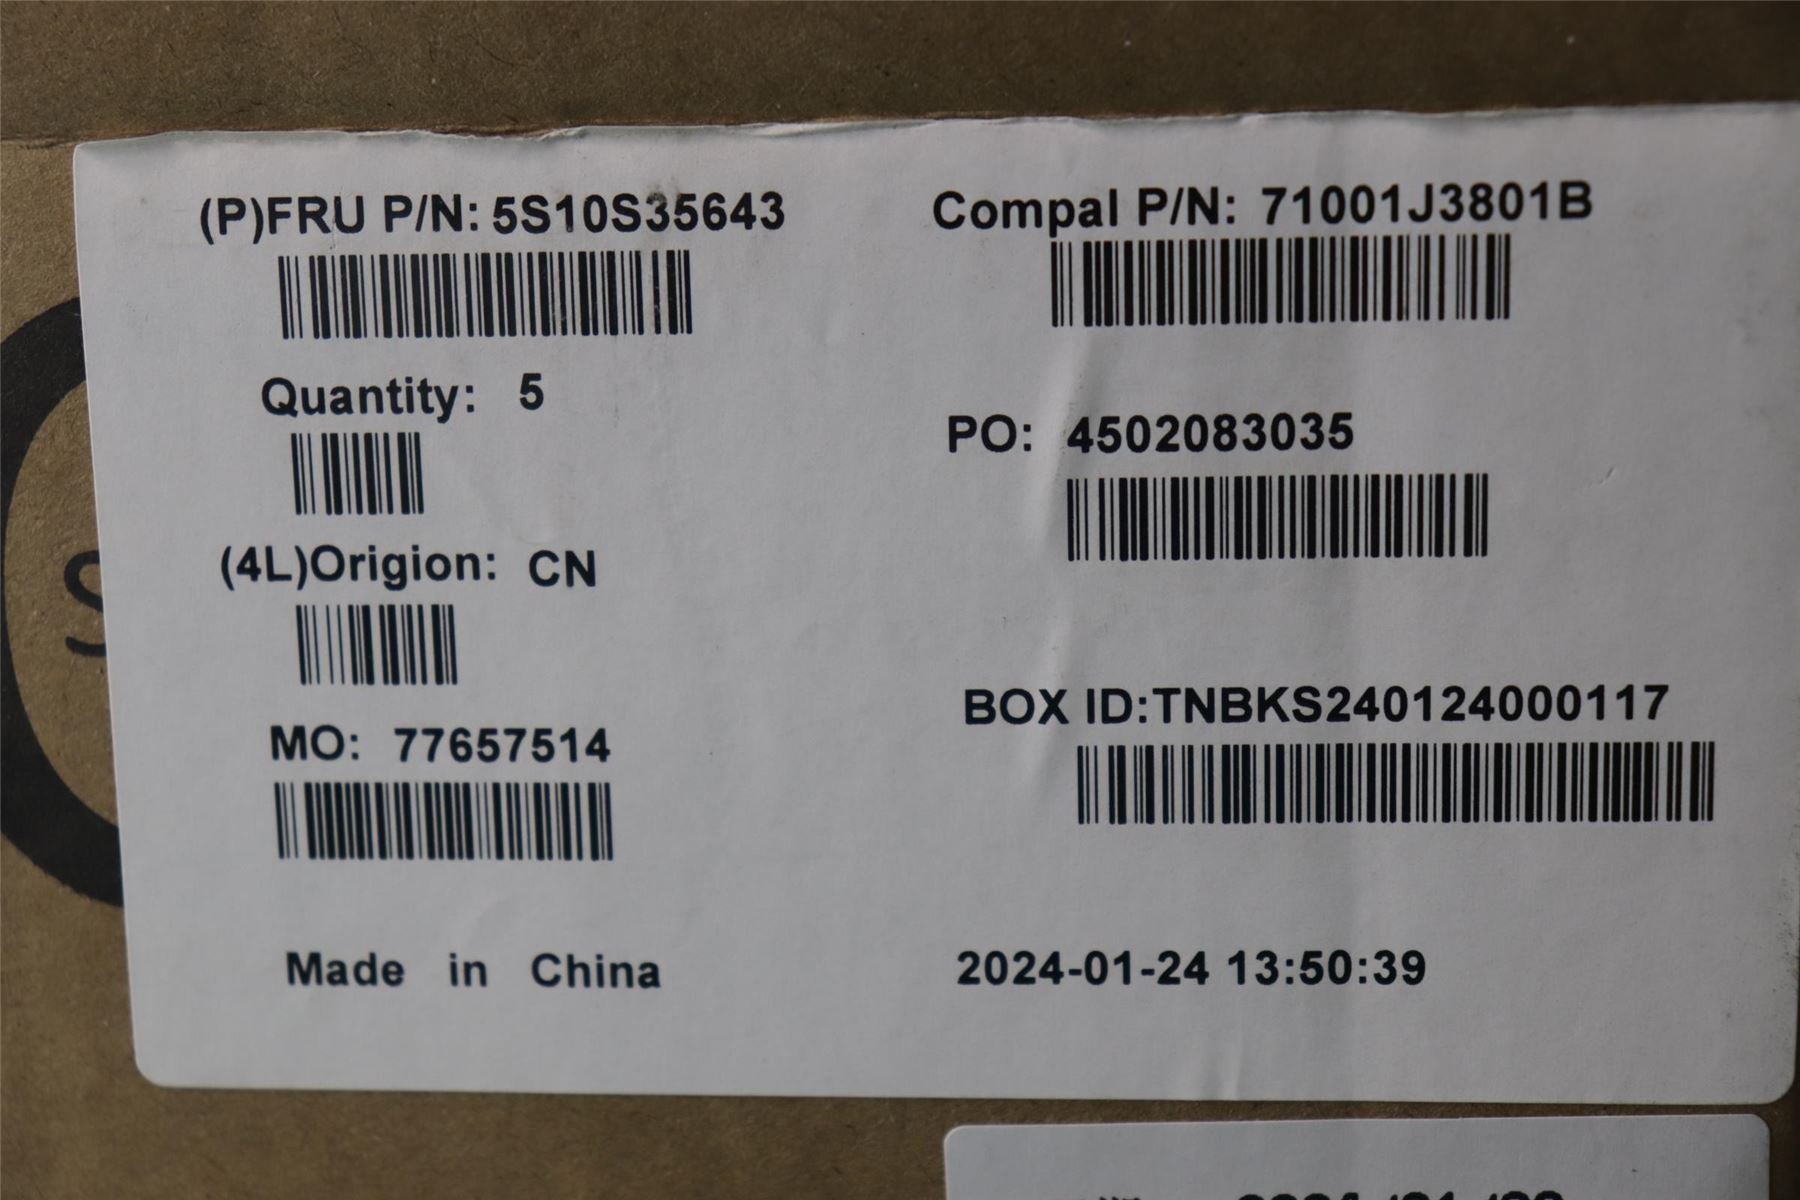 (P)FRU P/N: 5S10S35643
Compal P/N: 71001J3801B
Quantity: 5
PO: 4502083035
(4L)Origion: CN
BOX ID:TNBKS240124000117
MO: 77657514
Made in China
2024-01-24 13:50:39